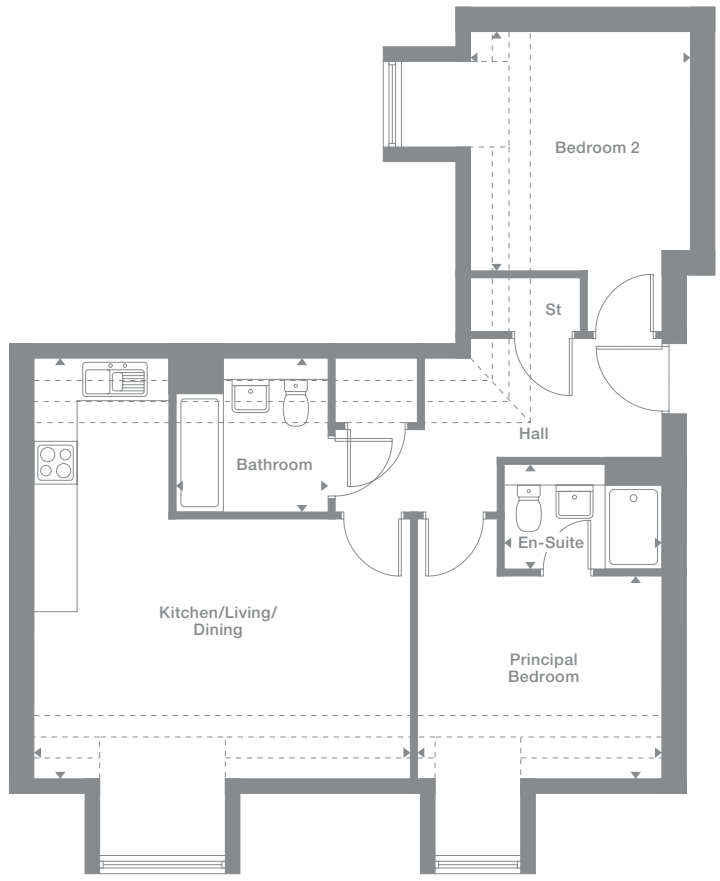 Bedroom 2
St
Hall
Bathroom
En-Suite
Kitchen/Living/
Dining
Principal
Bedroom